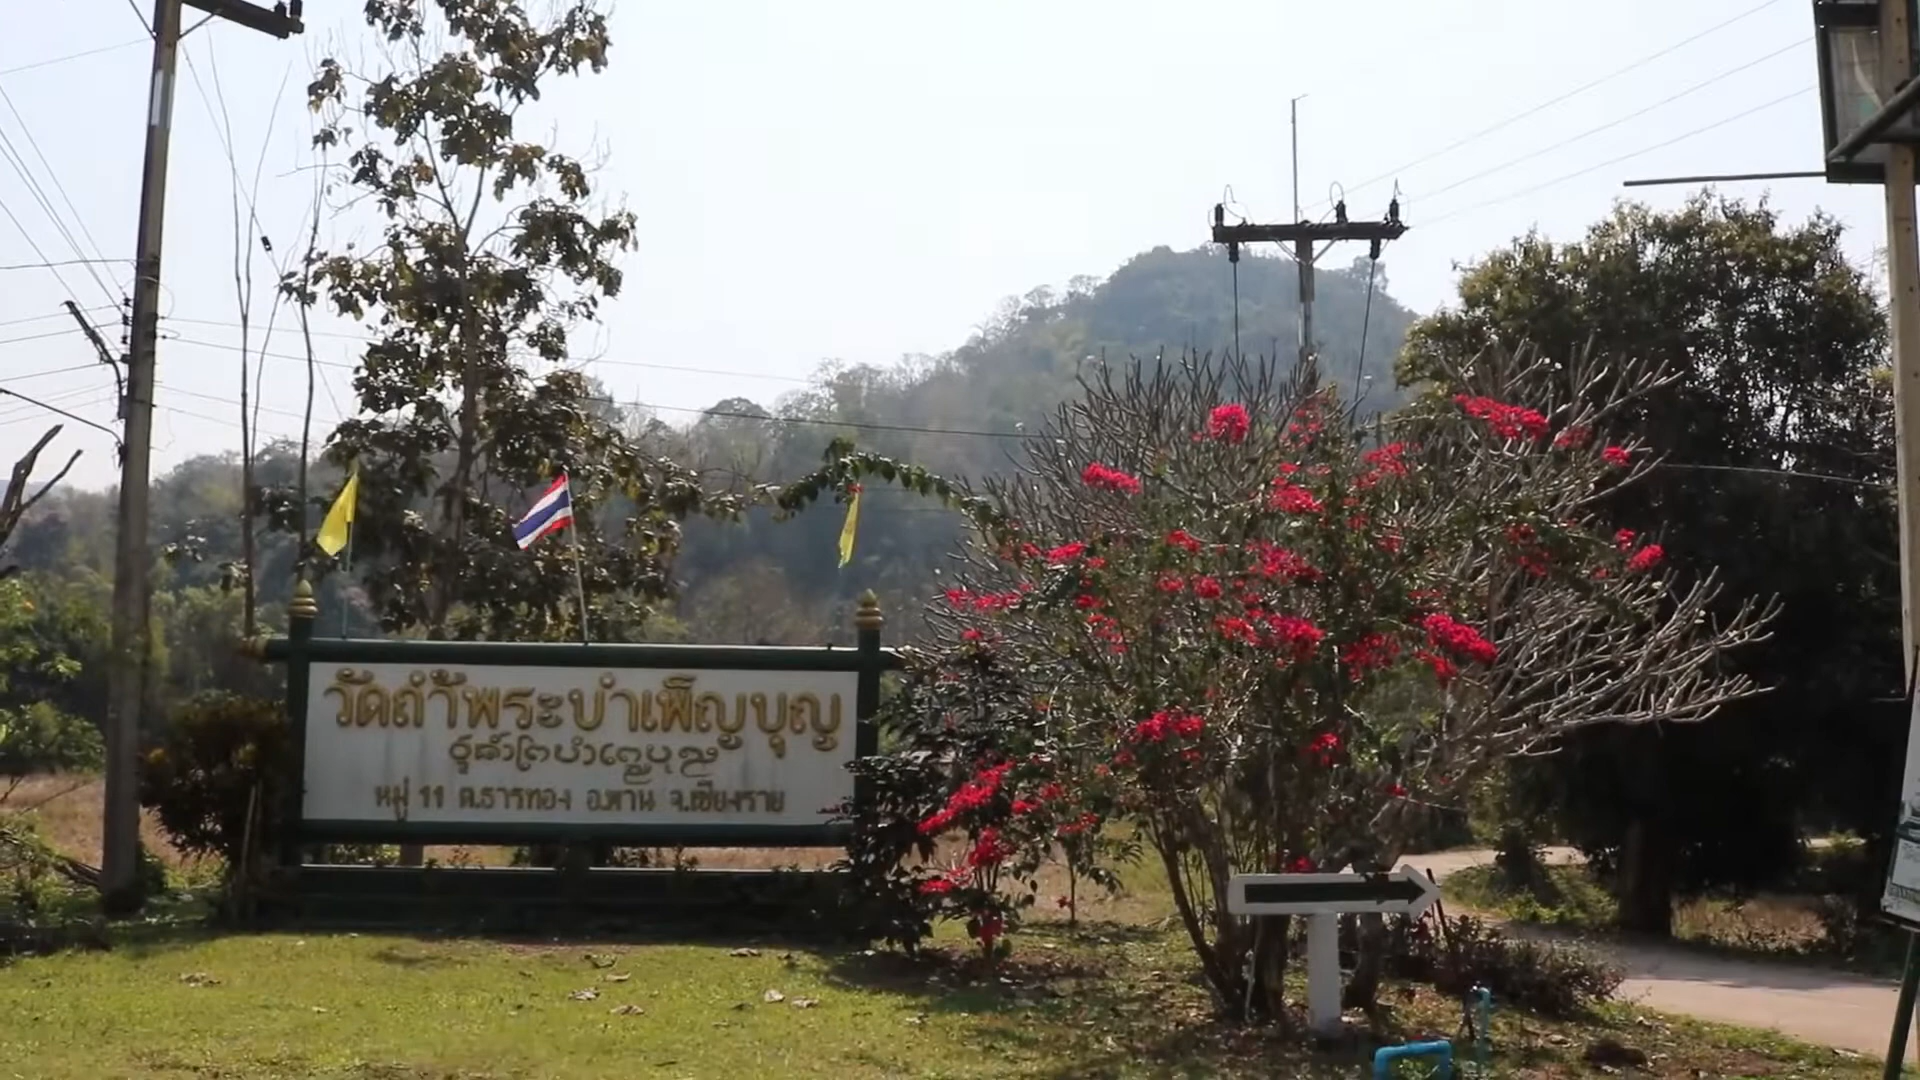 วัดถ้ำพระบำเพ็ญบุญ
หมู่ 11 ต.ธารทอง อ.พาน จ.เชียงราย